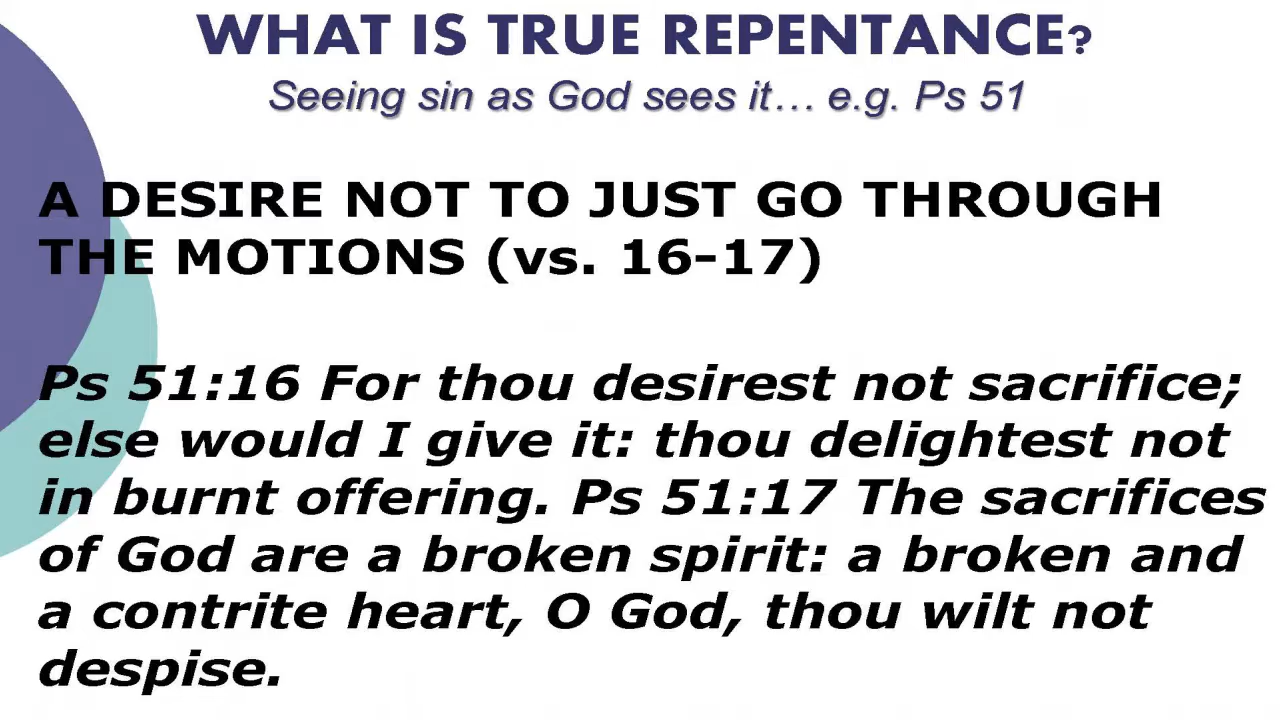 WHAT IS TRUE REPENTANCE?
Seeing sin as God sees it… e.g. Ps 51
A DESIRE NOT TO JUST GO THROUGH
THE MOTIONS (vs. 16-17)
Ps 51:16 For thou desirest not sacrifice;
else would I give it: thou delightest not
in burnt offering. Ps 51:17 The sacrifices
of God are a broken spirit: a broken and
a contrite heart, O God, thou wilt not
despise.